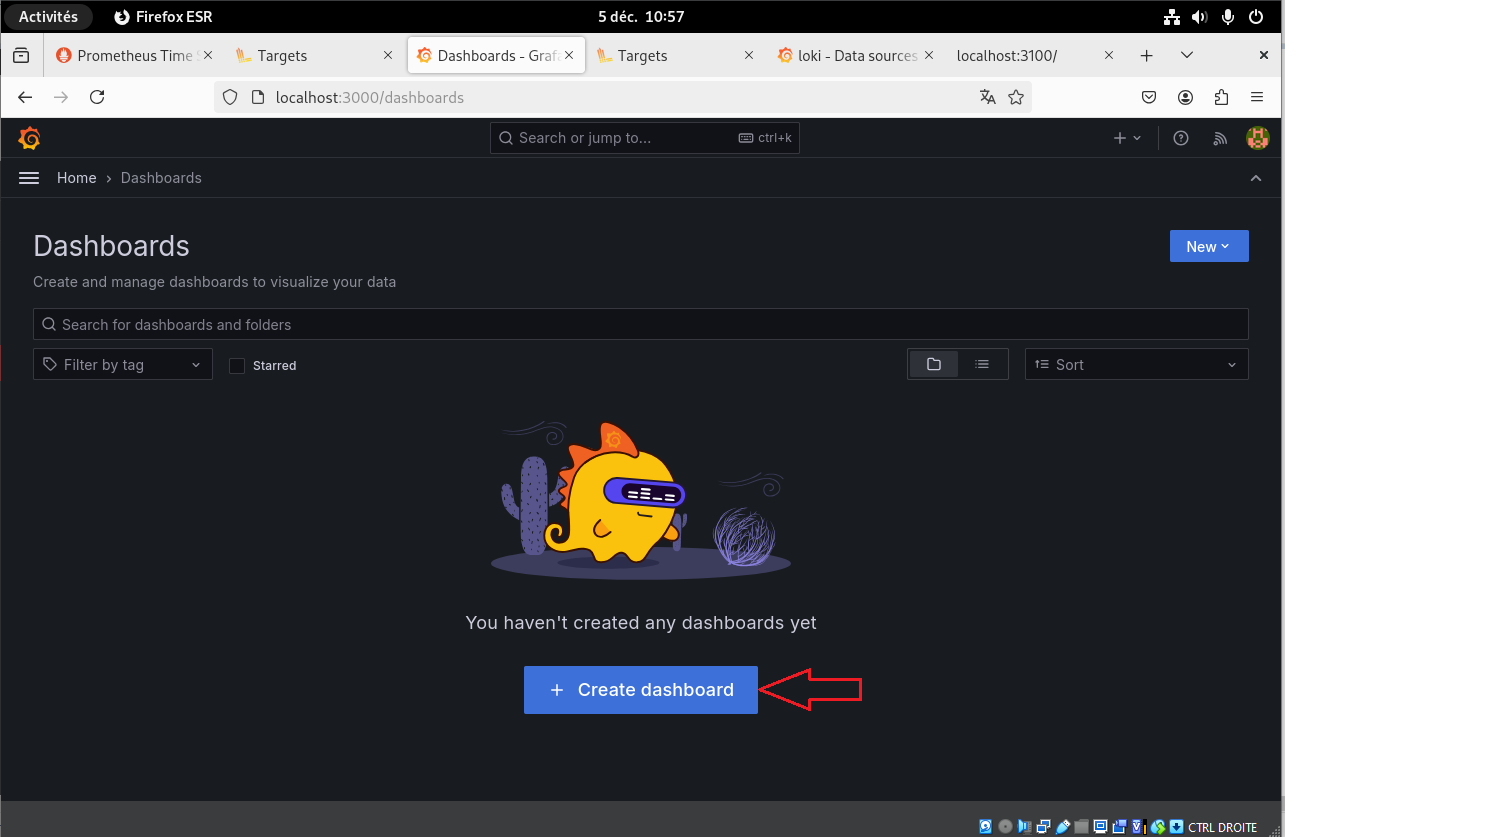 Activités
Firefox ESR
5 déc. 10:57
Prometheus Time S
Targets
Dashboards - Graf
Targets
loki - Data sources
localhost:3100/
localhost:3000/dashboards
Search or jump to...
ctrl+k
Home › Dashboards
Dashboards
New
Create and manage dashboards to visualize your data
Search for dashboards and folders
Filter by tag
Starred
Sort
You haven't created any dashboards yet
+ Create dashboard
CTRL DROITE